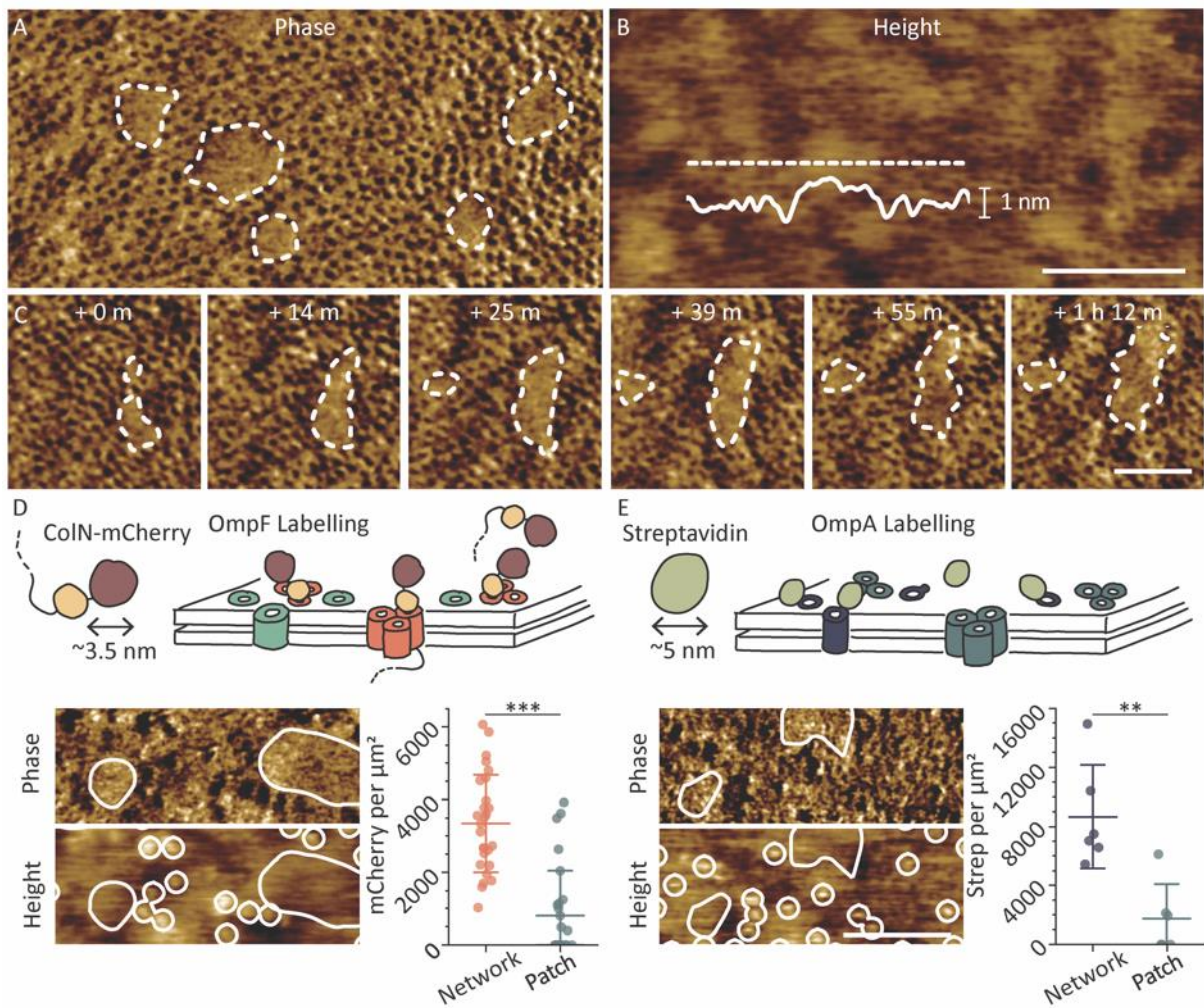 A Phase
B Height
1 nm
C + 0 m + 14 m + 25 m + 39 m + 55 m + 1 h 12 m
D
ColN-mCherry OmpF Labelling
~3.5 nm
E
Streptavidin OmpA Labelling
~5 nm
Phase
Height
mCherry per µm²
6000
4000
2000
0
***
Network Patch
Phase
Height
Strep per µm²
16000
12000
8000
4000
0
**
Network Patch